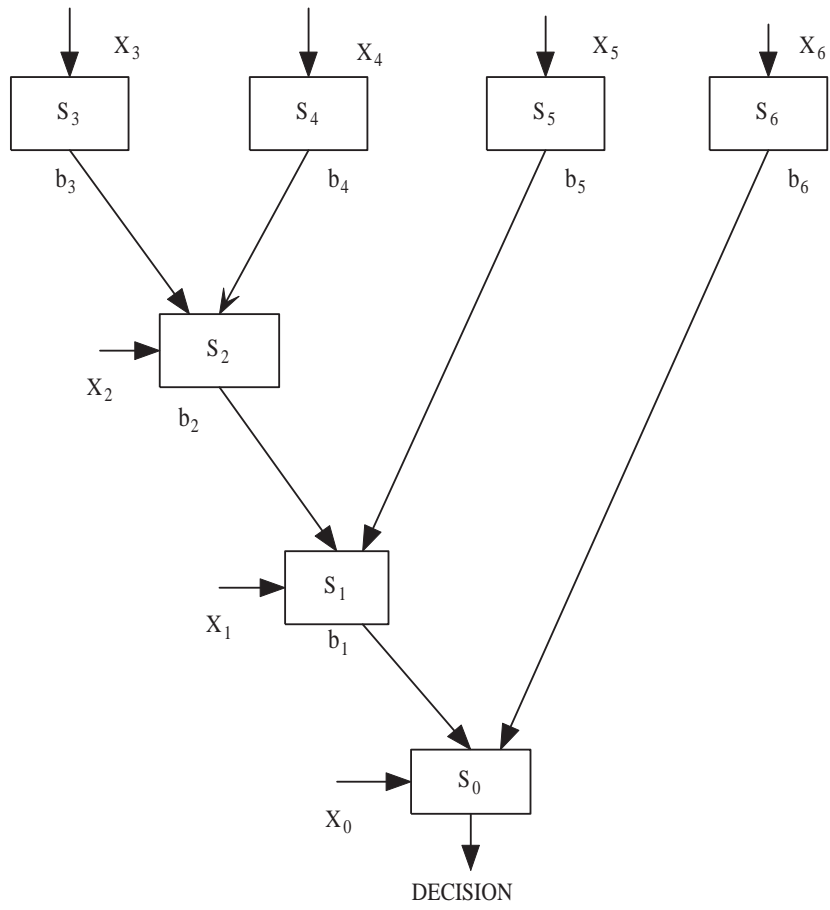 X₃ X₄ X₅ X₆
S₃ S₄ S₅ S₆
b₃ b₄ b₅ b₆
S₂
X₂
b₂
S₁
X₁
b₁
S₀
X₀
DECISION